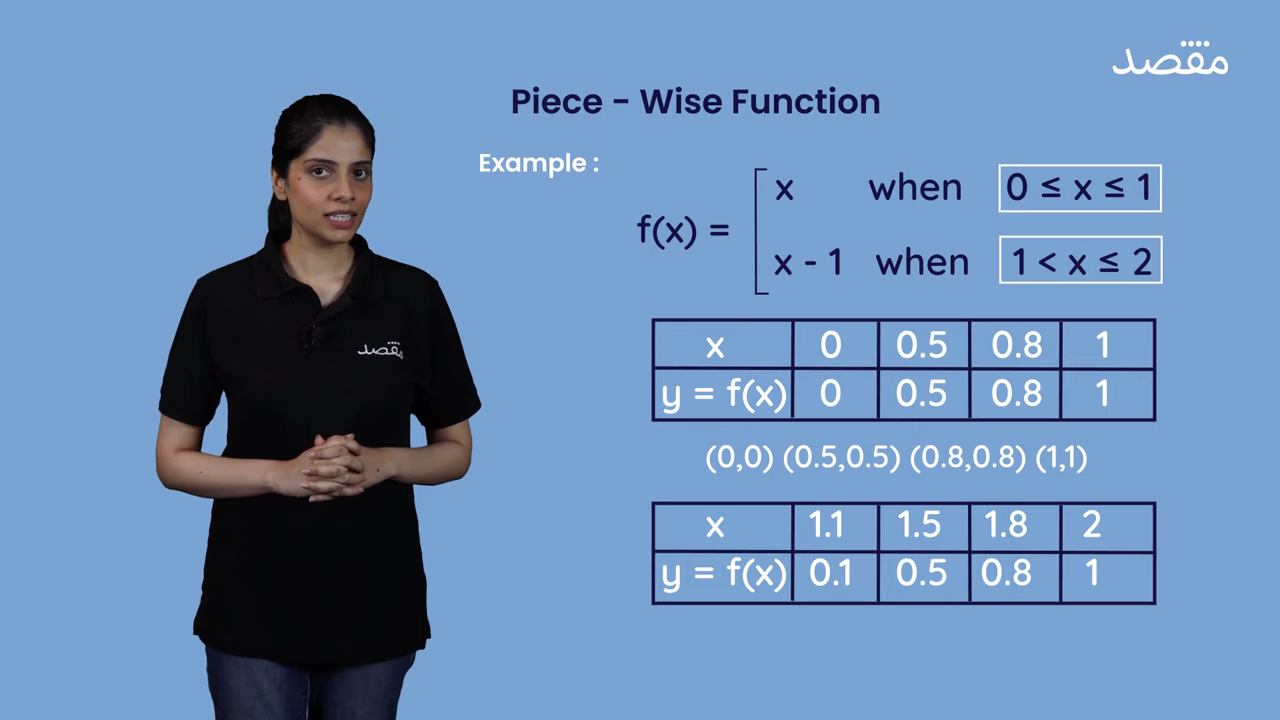 مقصد
Piece - Wise Function
Example :
f(x) =
x when 0 ≤ x ≤ 1
x - 1 when 1 < x ≤ 2
x 0 0.5 0.8 1
y = f(x) 0 0.5 0.8 1
(0,0) (0.5,0.5) (0.8,0.8) (1,1)
x 1.1 1.5 1.8 2
y = f(x) 0.1 0.5 0.8 1
مقصد